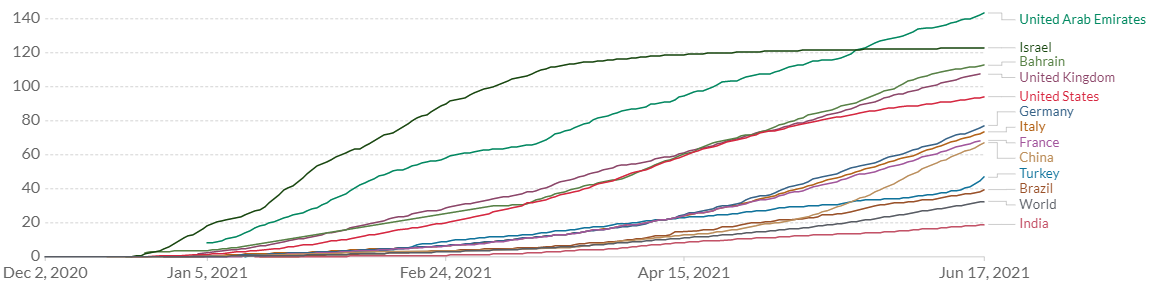 140
United Arab Emirates
120
Israel
Bahrain
100
United Kingdom
United States
80
Germany
Italy
60
France
China
40
Turkey
Brazil
20
World
India
0
Dec 2, 2020
Jan 5, 2021
Feb 24, 2021
Apr 15, 2021
Jun 17, 2021